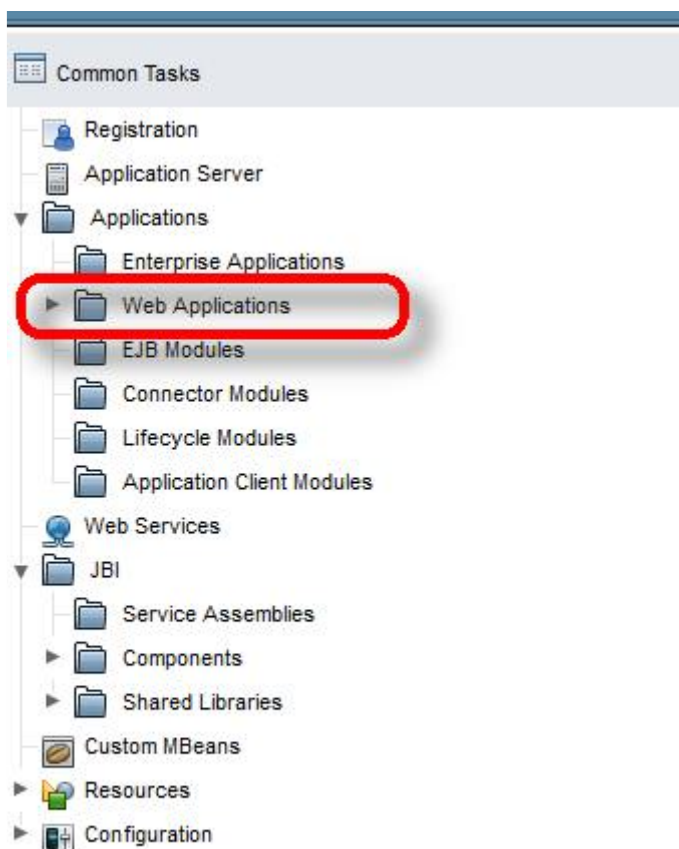 Common Tasks
Registration
Application Server
Applications
Enterprise Applications
Web Applications
EJB Modules
Connector Modules
Lifecycle Modules
Application Client Modules
Web Services
JBI
Service Assemblies
Components
Shared Libraries
Custom MBeans
Resources
Configuration